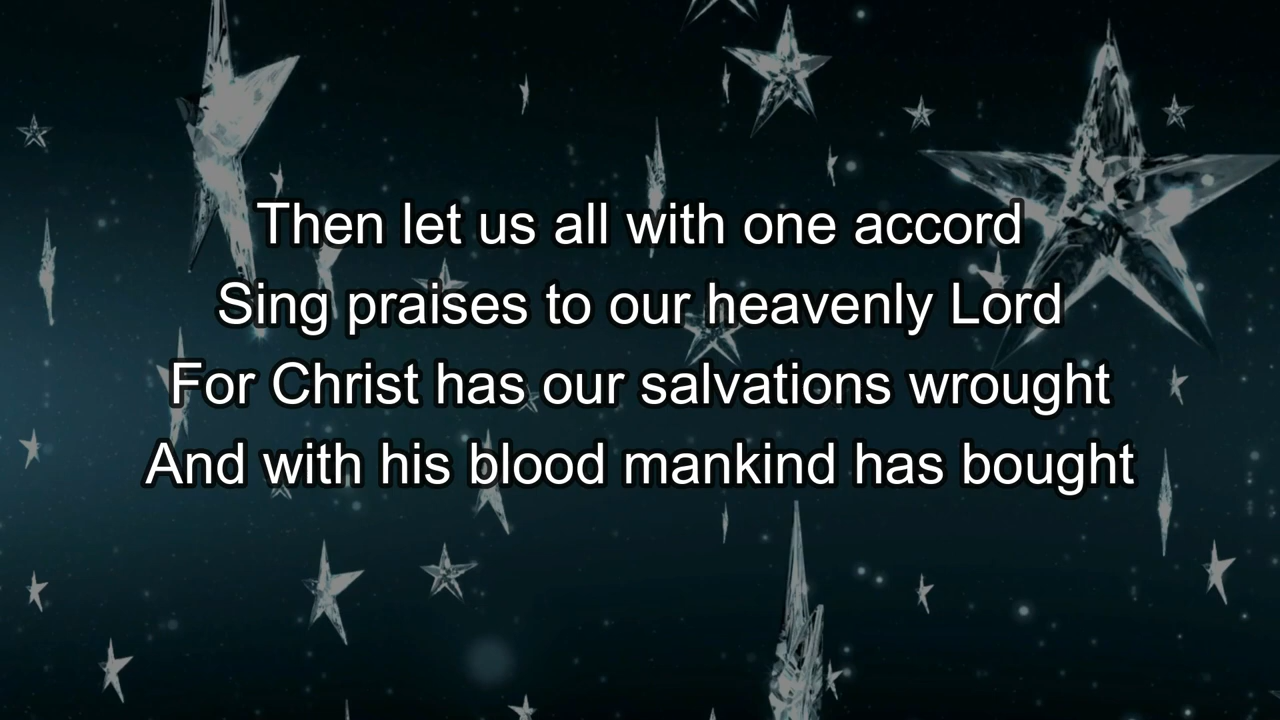 Then let us all with one accord
Sing praises to our heavenly Lord
For Christ has our salvations wrought
And with his blood mankind has bought